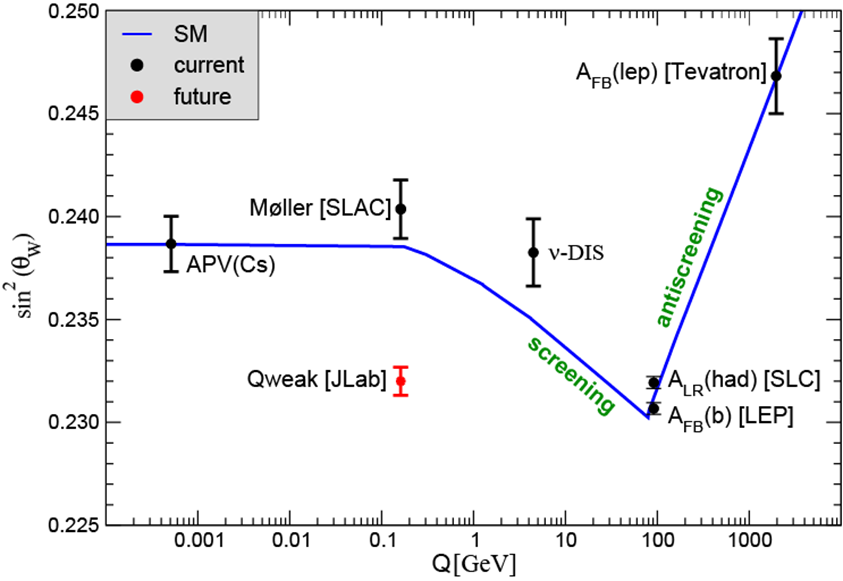 0.250
SM
current
future
A_FB(lep) [Tevatron]
0.245
Møller [SLAC]
0.240
ν-DIS
APV(Cs)
antiscreening
sin²(θ_W)
0.235
screening
Qweak [JLab]
A_LR(had) [SLC]
A_FB(b) [LEP]
0.230
0.225
0.001 0.01 0.1 1 10 100 1000
Q[GeV]